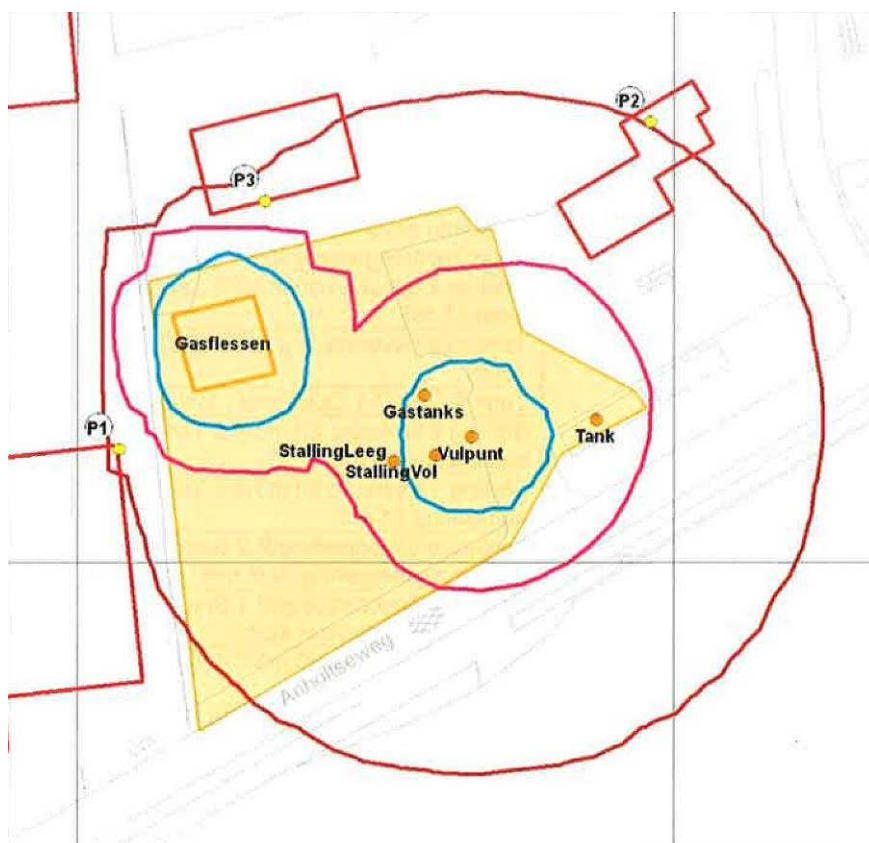 P2
P3
Gasflessen
Gastanks
P1
Tank
StallingLeeg
Vulpunt
StallingVol
Anholtseweg